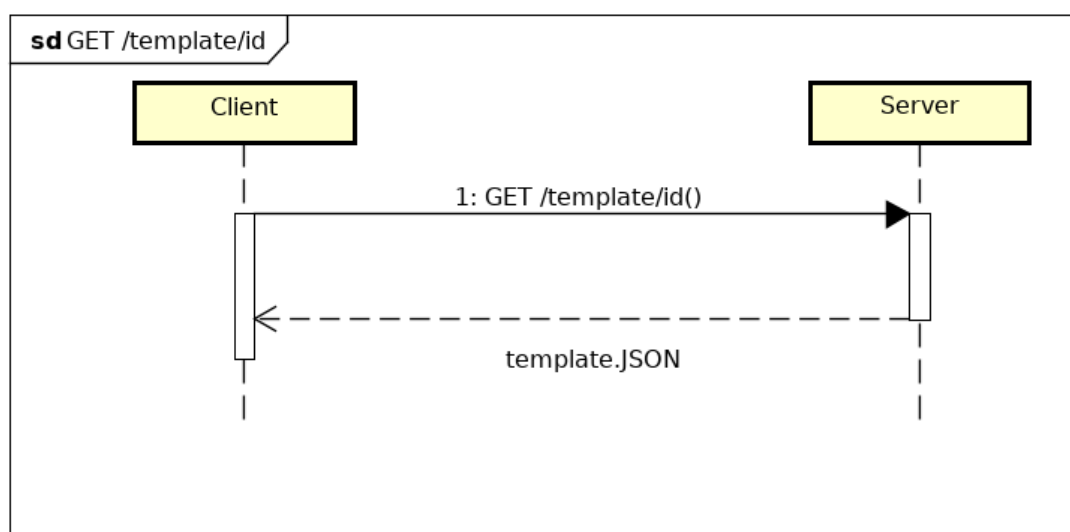 sd GET /template/id
Client
Server
1: GET /template/id()
template.JSON